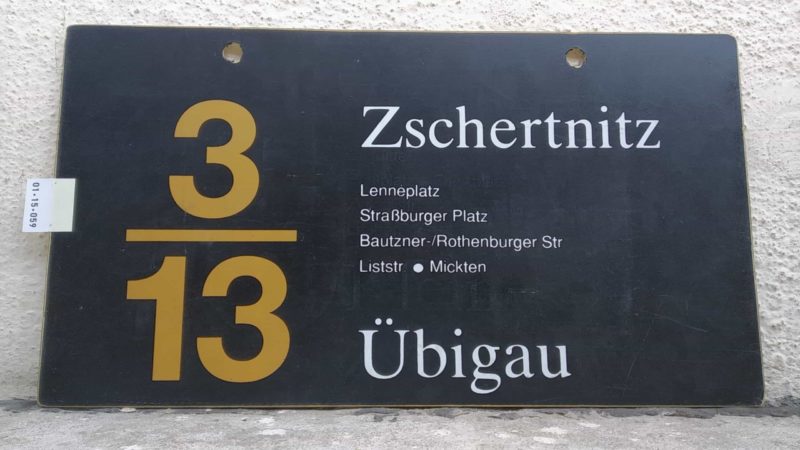 01-15-059
3
13
Zschertnitz
Lenneplatz
Straßburger Platz
Bautzner-/Rothenburger Str
Liststr ● Mickten
Übigau